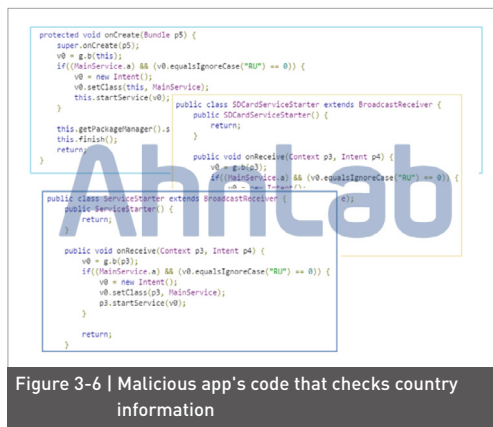 protected void onCreate(Bundle p5) {
super.onCreate(p5);
v0 = g.b(this);
if((MainService.a) && (v0.equalsIgnoreCase("RU") == 0)) {
v0 = new Intent();
v0.setClass(this, MainService);
this.startService(v0);
}
this.getPackageManager().s
this.finish();
return;
}
public class SDCardServiceStarter extends BroadcastReceiver {
public SDCardServiceStarter() {
return;
}
public void onReceive(Context p3, Intent p4) {
v0 = g.b(p3);
if((MainService.a) && (v0.equalsIgnoreCase("RU") == 0)) {
v0 = new Intent();
e);
public class ServiceStarter extends BroadcastReceiver {
public ServiceStarter() {
return;
}
public void onReceive(Context p3, Intent p4) {
v0 = g.b(p3);
if((MainService.a) && (v0.equalsIgnoreCase("RU") == 0)) {
v0 = new Intent();
v0.setClass(p3, MainService);
p3.startService(v0);
}
return;
}
AhnLab
Figure 3-6 | Malicious app's code that checks country
information